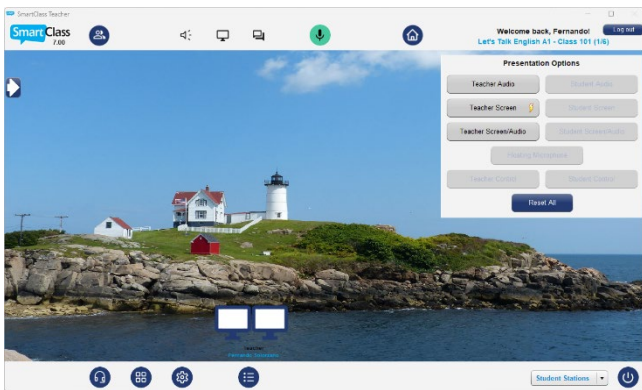 SmartClass Teacher
SmartClass
7.00
Welcome back, Fernando!
Log out
Let's Talk English A1 - Class 101 (1/6)
Presentation Options
Teacher Audio
Student Audio
Teacher Screen
Student Screen
Teacher Screen/Audio
Student Screen/Audio
Floating Microphone
Teacher Control
Student Control
Reset All
Teacher
Student Stations